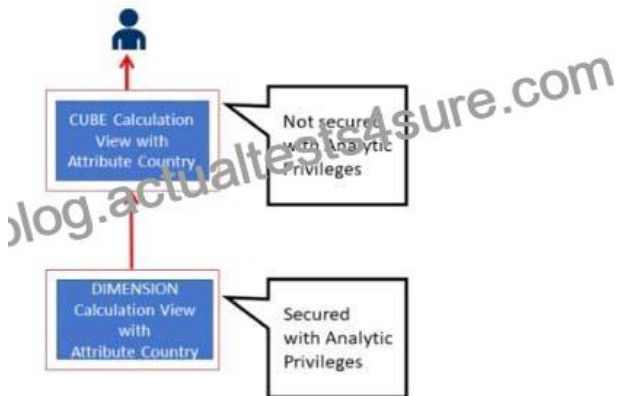 CUBE Calculation
View with
Attribute Country
Not secured
with Analytic
Privileges
blog.actualtests4sure.com
DIMENSION
Calculation View
with
Attribute Country
Secured
with Analytic
Privileges